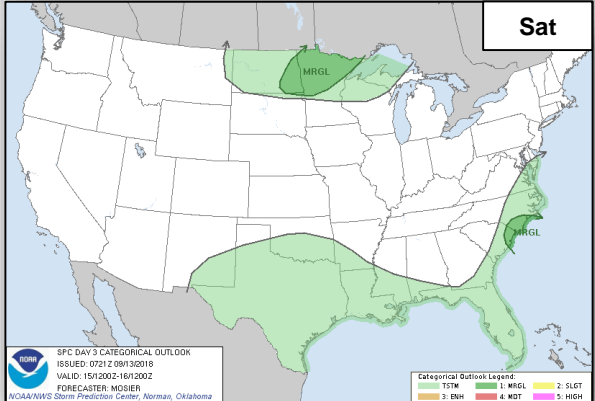 Sat
MRGL
MRGL
NOAA
SPC DAY 3 CATEGORICAL OUTLOOK
ISSUED: 0721Z 09/13/2018
VALID: 15/1200Z-16/1200Z
FORECASTER: MOSIER
NOAA/NWS Storm Prediction Center, Norman, Oklahoma
Categorical Outlook Legend:
TSTM 1: MRGL 2: SLGT
3: ENH 4: MDT 5: HIGH